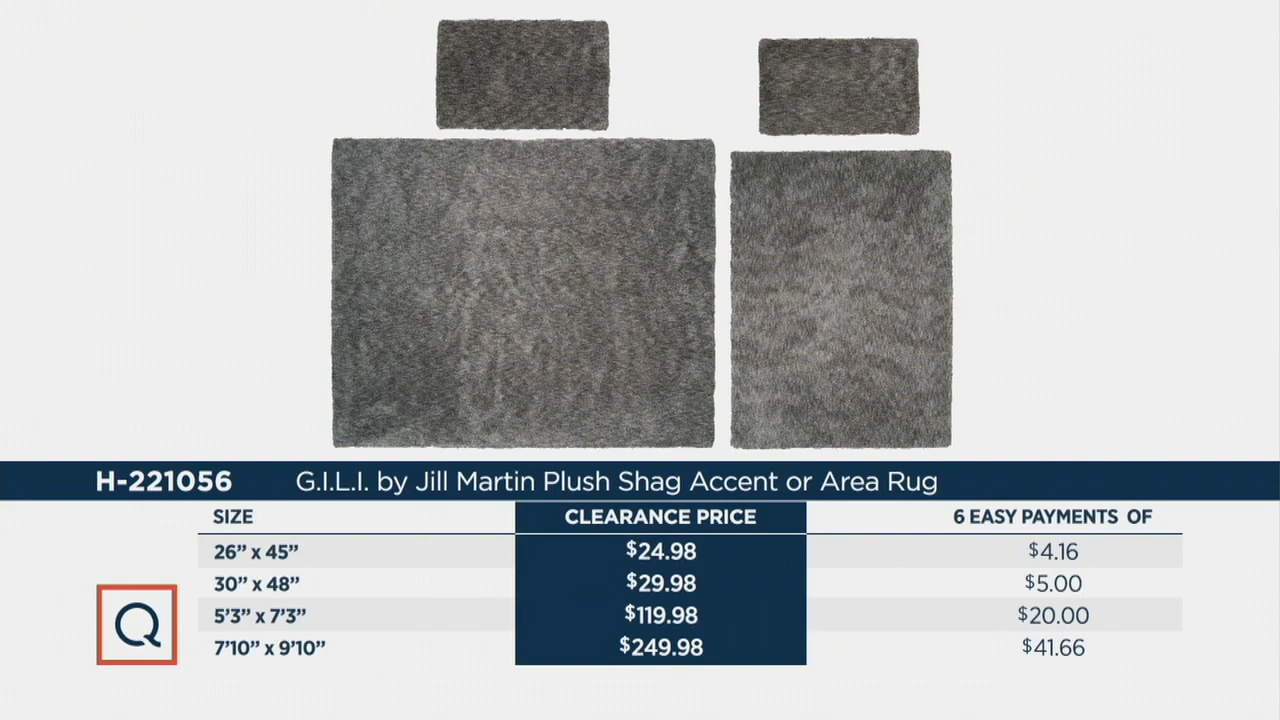 H-221056 G.I.L.I. by Jill Martin Plush Shag Accent or Area Rug
SIZE CLEARANCE PRICE 6 EASY PAYMENTS OF
26” x 45” $24.98 $4.16
30” x 48” $29.98 $5.00
5’3” x 7’3” $119.98 $20.00
7’10” x 9’10” $249.98 $41.66
Q